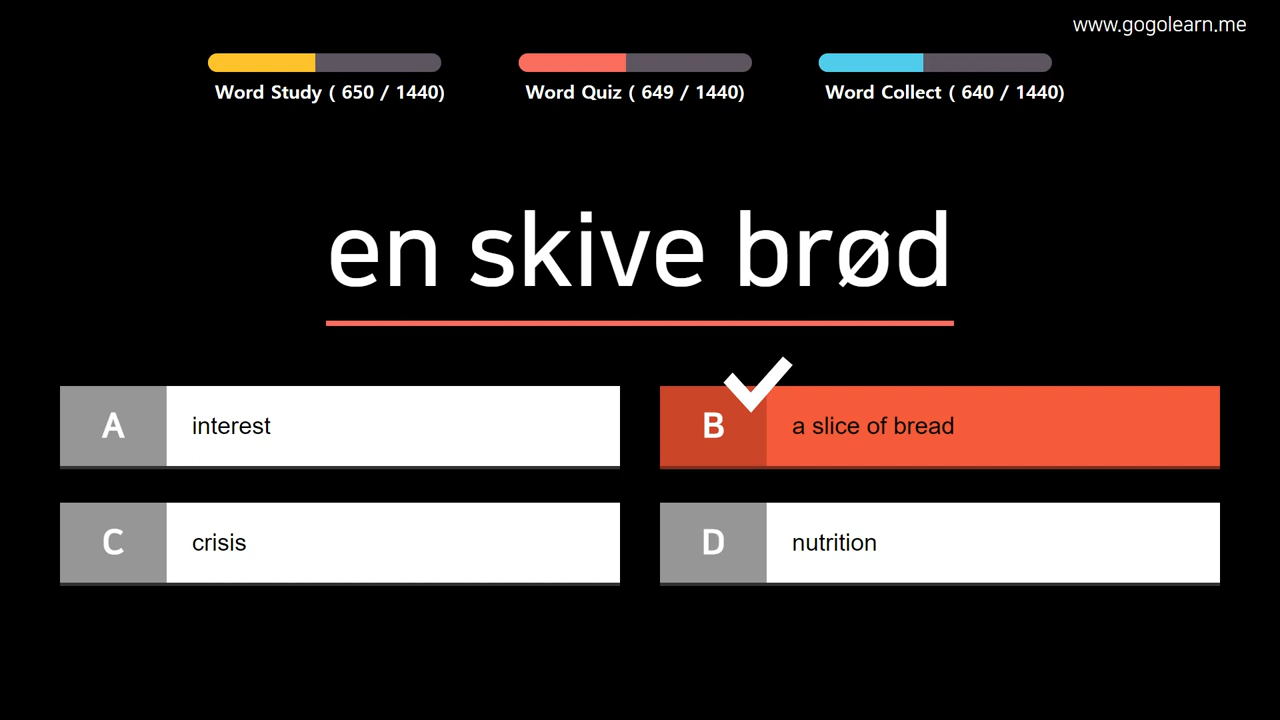 www.gogolearn.me
Word Study ( 650 / 1440)
Word Quiz ( 649 / 1440)
Word Collect ( 640 / 1440)
en skive brød
A
interest
B
a slice of bread
C
crisis
D
nutrition